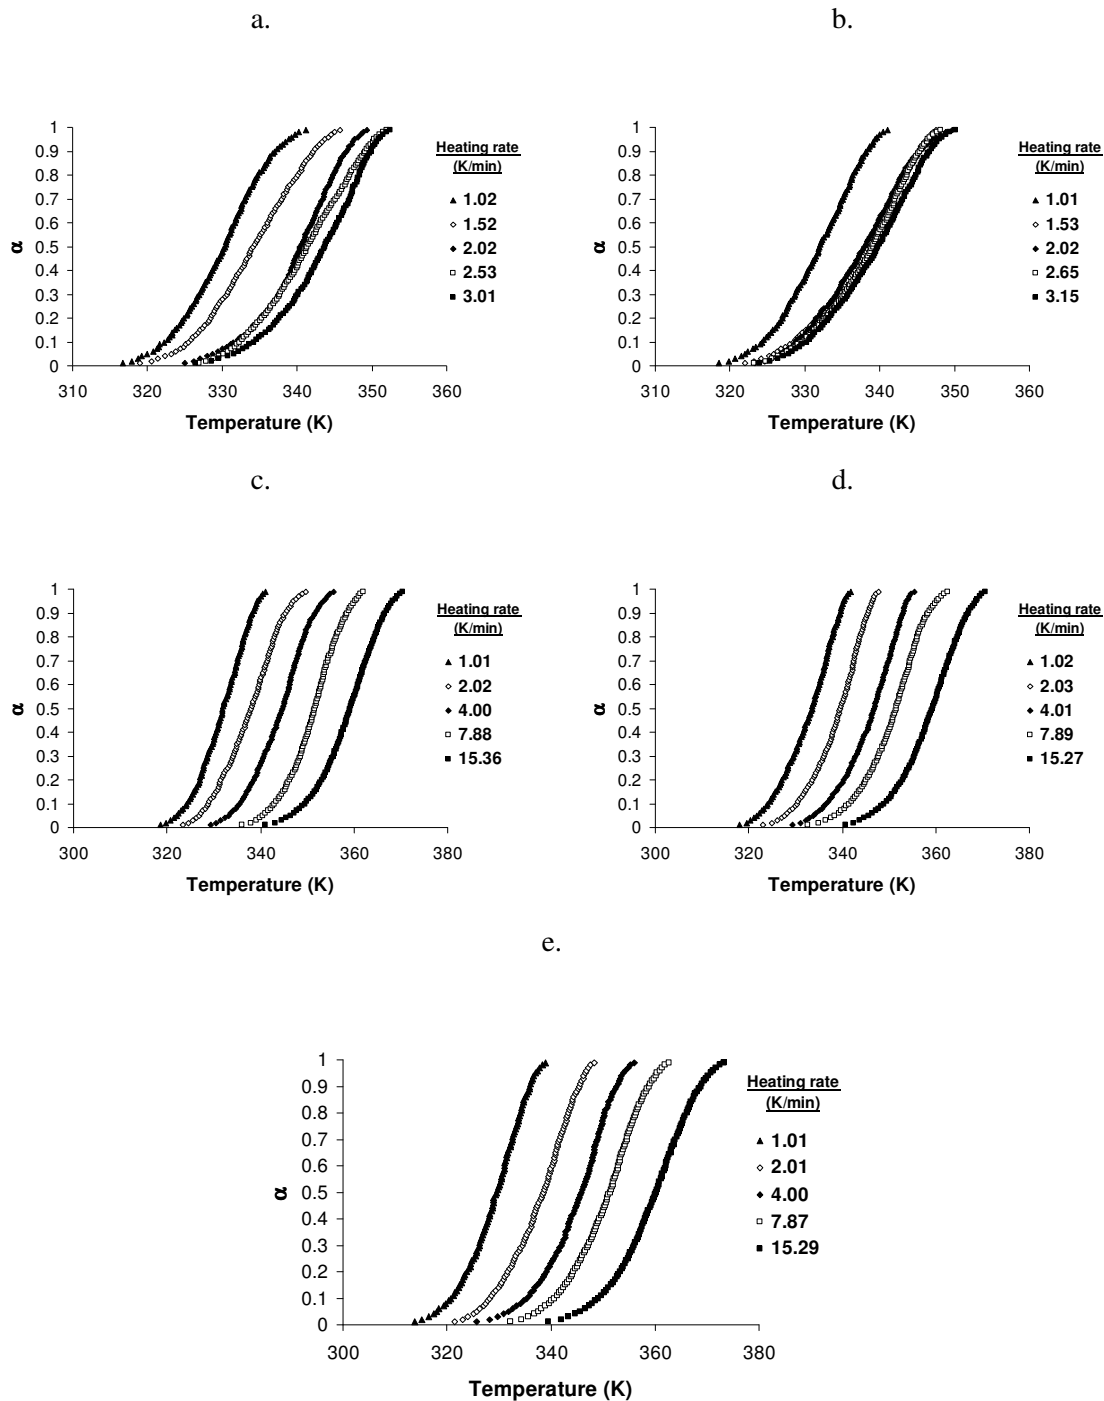 a.
1
0.9
0.8
0.7
0.6
0.5
0.4
0.3
0.2
0.1
0
α
310 320 330 340 350 360
Temperature (K)
Heating rate
(K/min)
1.02
1.52
2.02
2.53
3.01
b.
1
0.9
0.8
0.7
0.6
0.5
0.4
0.3
0.2
0.1
0
α
310 320 330 340 350 360
Temperature (K)
Heating rate
(K/min)
1.01
1.53
2.02
2.65
3.15
c.
1
0.9
0.8
0.7
0.6
0.5
0.4
0.3
0.2
0.1
0
α
300 320 340 360 380
Temperature (K)
Heating rate
(K/min)
1.01
2.02
4.00
7.88
15.36
d.
1
0.9
0.8
0.7
0.6
0.5
0.4
0.3
0.2
0.1
0
α
300 320 340 360 380
Temperature (K)
Heating rate
(K/min)
1.02
2.03
4.01
7.89
15.27
e.
1
0.9
0.8
0.7
0.6
0.5
0.4
0.3
0.2
0.1
0
α
300 320 340 360 380
Temperature (K)
Heating rate
(K/min)
1.01
2.01
4.00
7.87
15.29